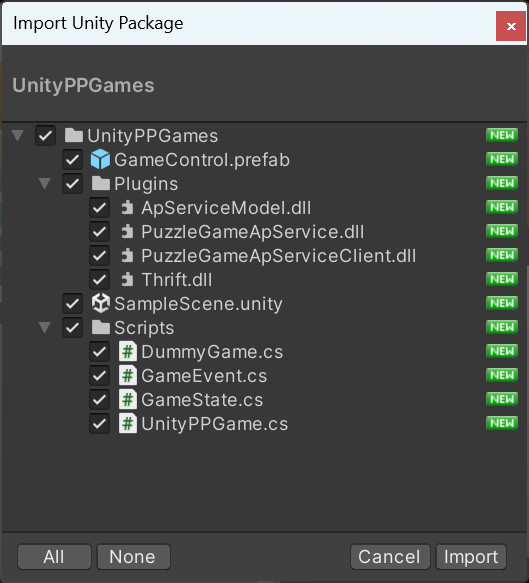 Import Unity Package
UnityPPGames
UnityPPGames NEW
GameControl.prefab NEW
Plugins NEW
ApServiceModel.dll NEW
PuzzleGameApService.dll NEW
PuzzleGameApServiceClient.dll NEW
Thrift.dll NEW
SampleScene.unity NEW
Scripts NEW
# DummyGame.cs NEW
# GameEvent.cs NEW
# GameState.cs NEW
# UnityPPGame.cs NEW
All None Cancel Import